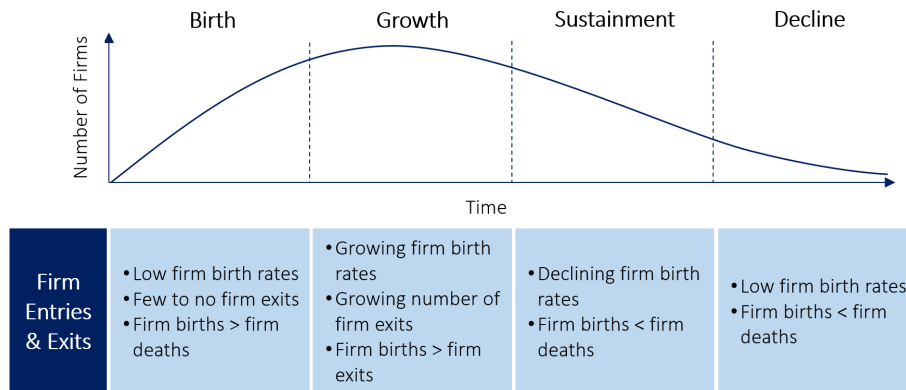 Birth
Growth
Sustainment
Decline
Number of Firms
Time
Firm
Entries
& Exits
• Low firm birth rates
• Few to no firm exits
• Firm births > firm
deaths
• Growing firm birth
rates
• Growing number of
firm exits
• Firm births > firm
exits
• Declining firm birth
rates
• Firm births < firm
deaths
• Low firm birth rates
• Firm births < firm
deaths